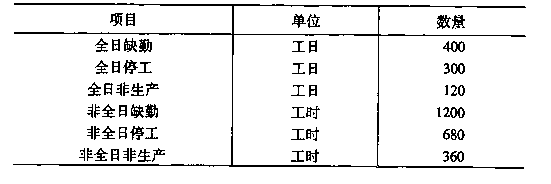 项目 单位 数量
全日缺勤 工日 400
全日停工 工日 300
全日非生产 工日 120
非全日缺勤 工时 1200
非全日停工 工时 680
非全日非生产 工时 360